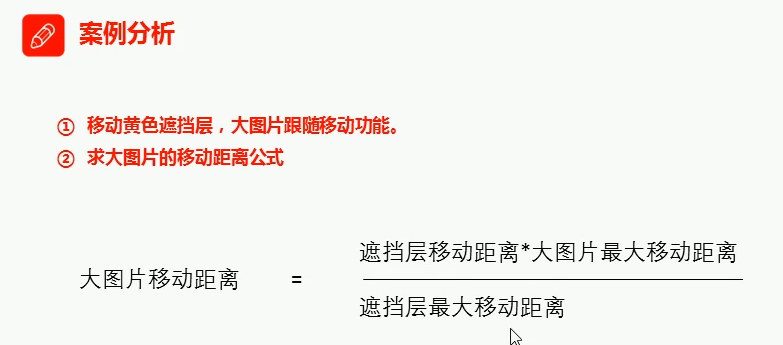 案例分析
① 移动黄色遮挡层，大图片跟随移动功能。
② 求大图片的移动距离公式
遮挡层移动距离*大图片最大移动距离
大图片移动距离 =
遮挡层最大移动距离